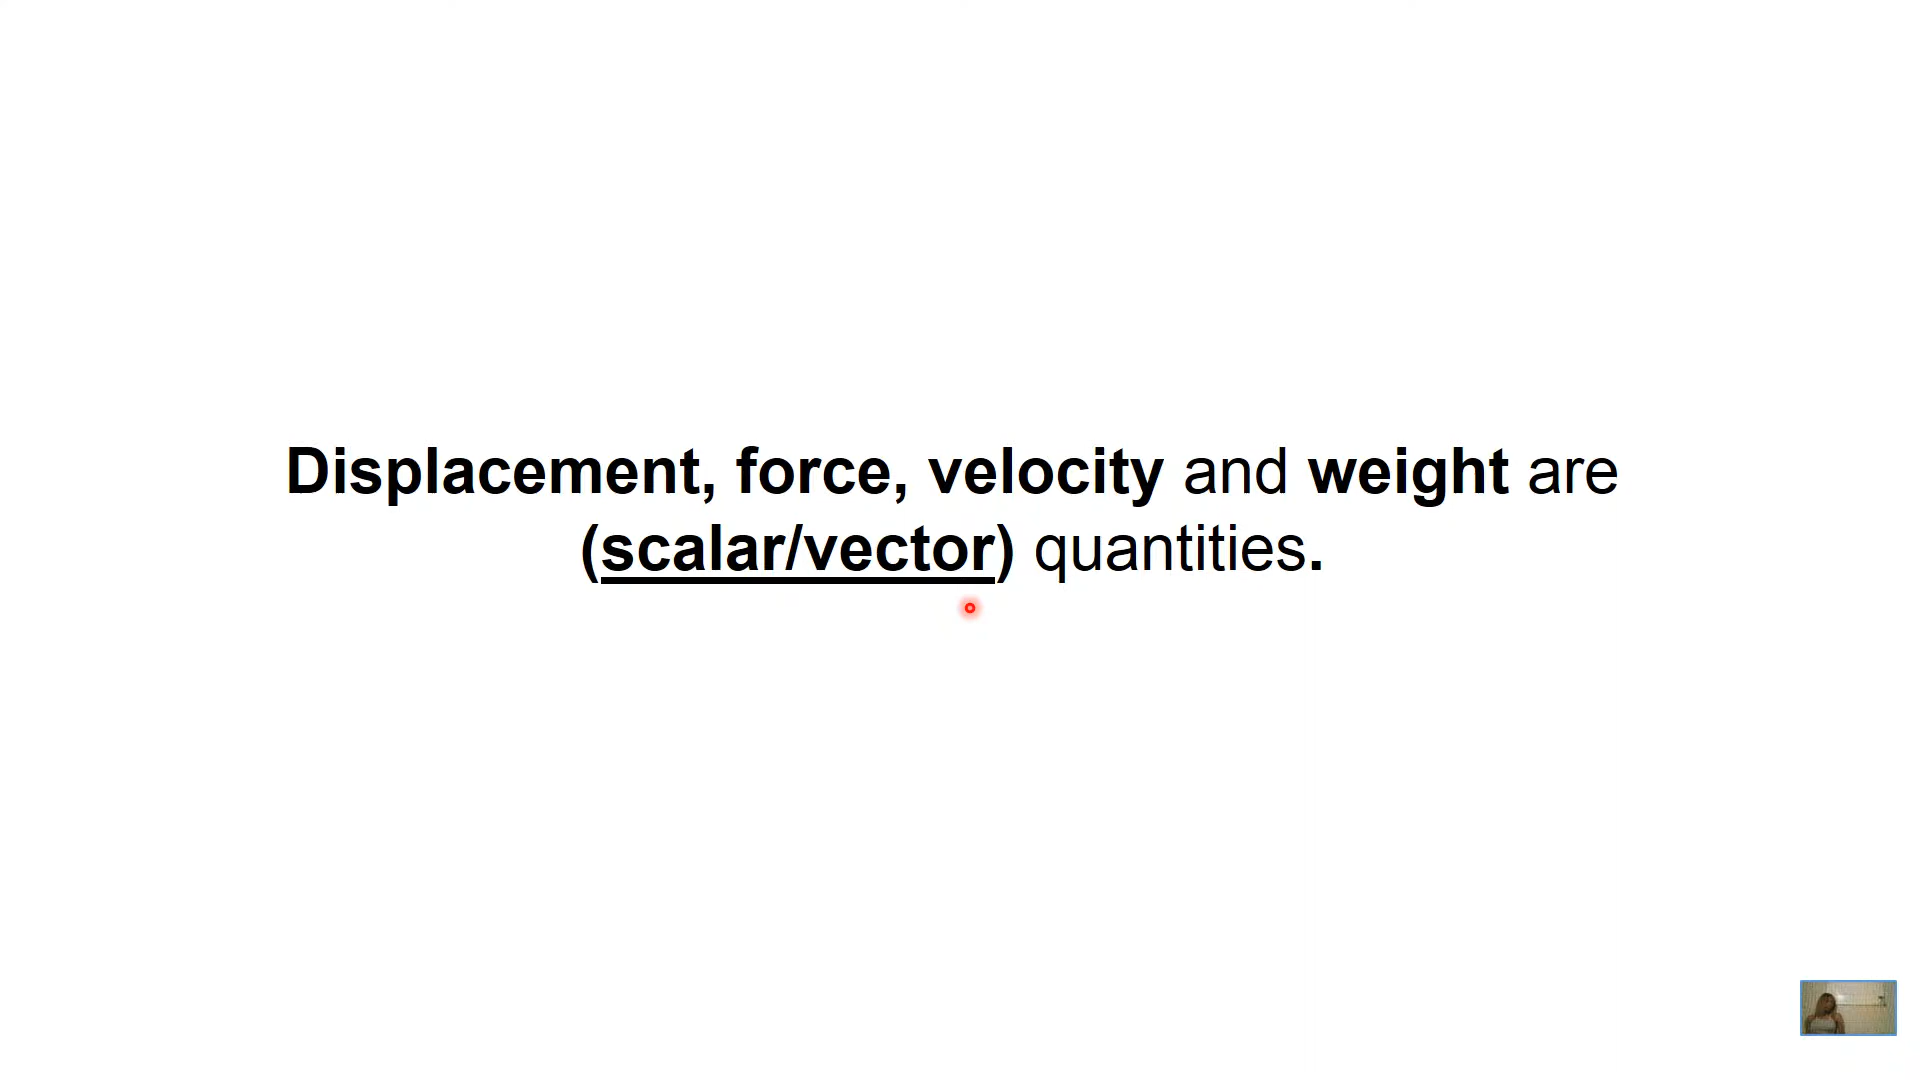 Displacement, force, velocity and weight are
(scalar/vector) quantities.